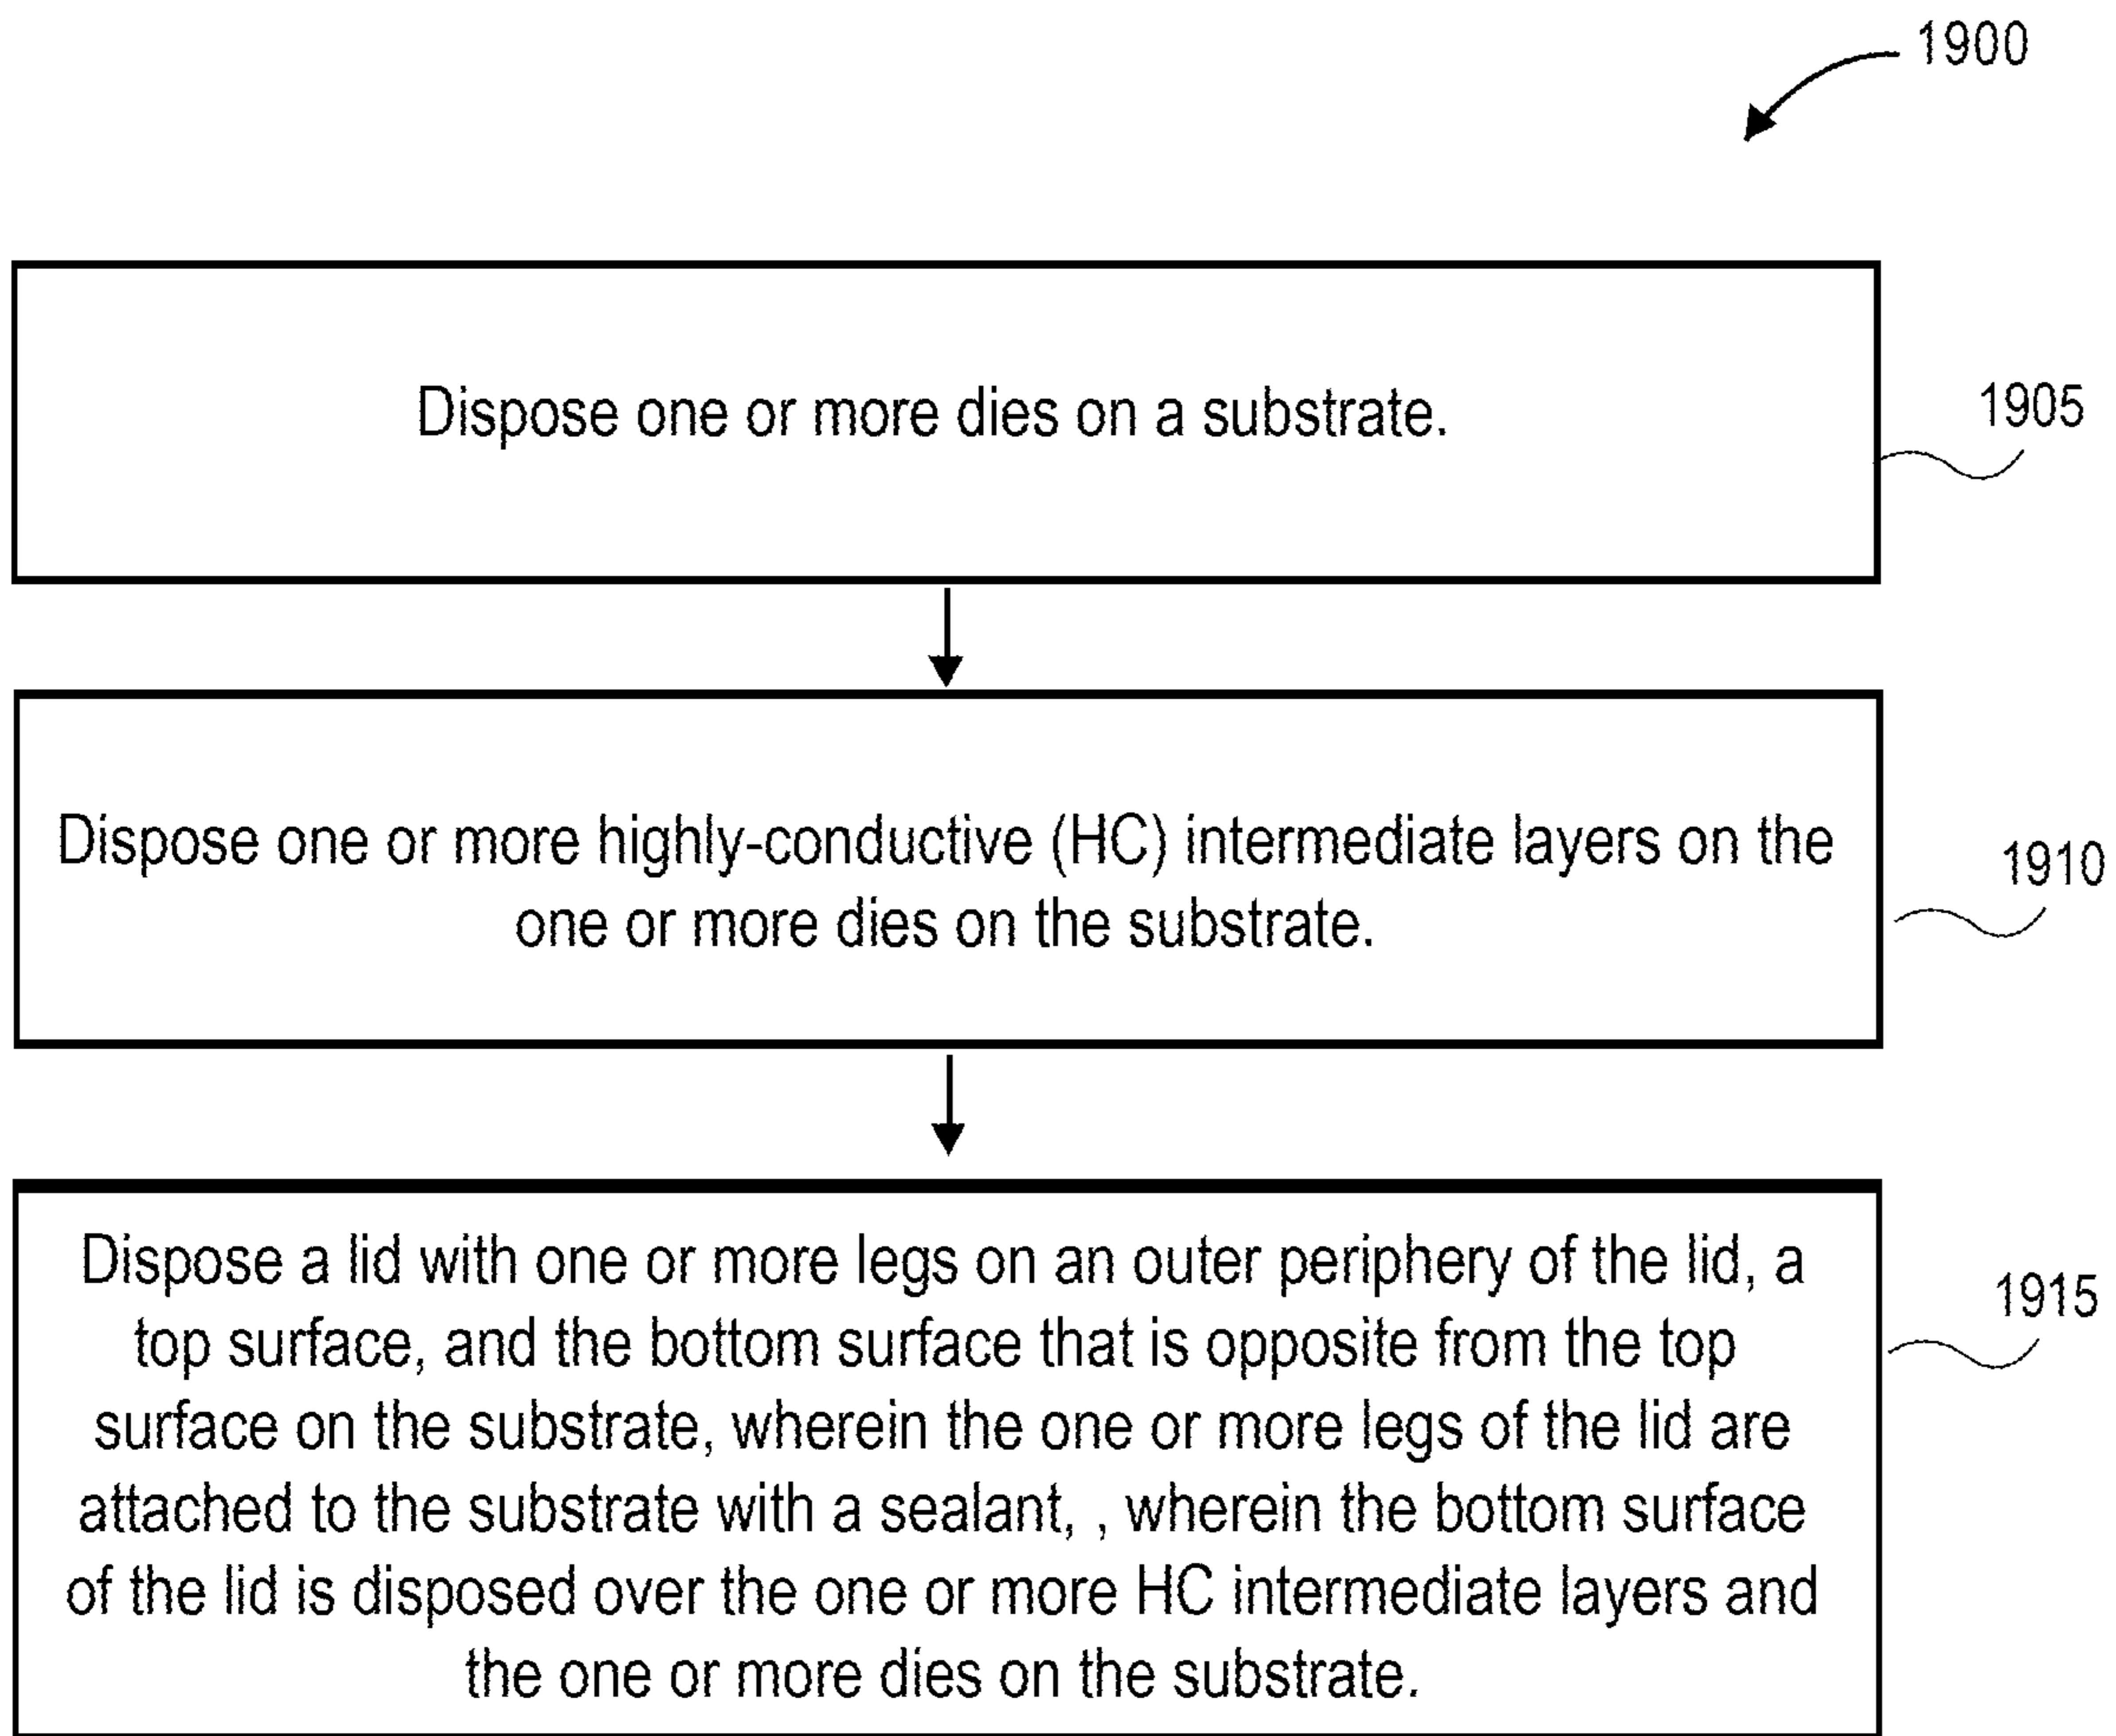 1900
Dispose one or more dies on a substrate.
1905
Dispose one or more highly-conductive (HC) intermediate layers on the
one or more dies on the substrate.
1910
Dispose a lid with one or more legs on an outer periphery of the lid, a
top surface, and the bottom surface that is opposite from the top
surface on the substrate, wherein the one or more legs of the lid are
attached to the substrate with a sealant, , wherein the bottom surface
of the lid is disposed over the one or more HC intermediate layers and
the one or more dies on the substrate.
1915